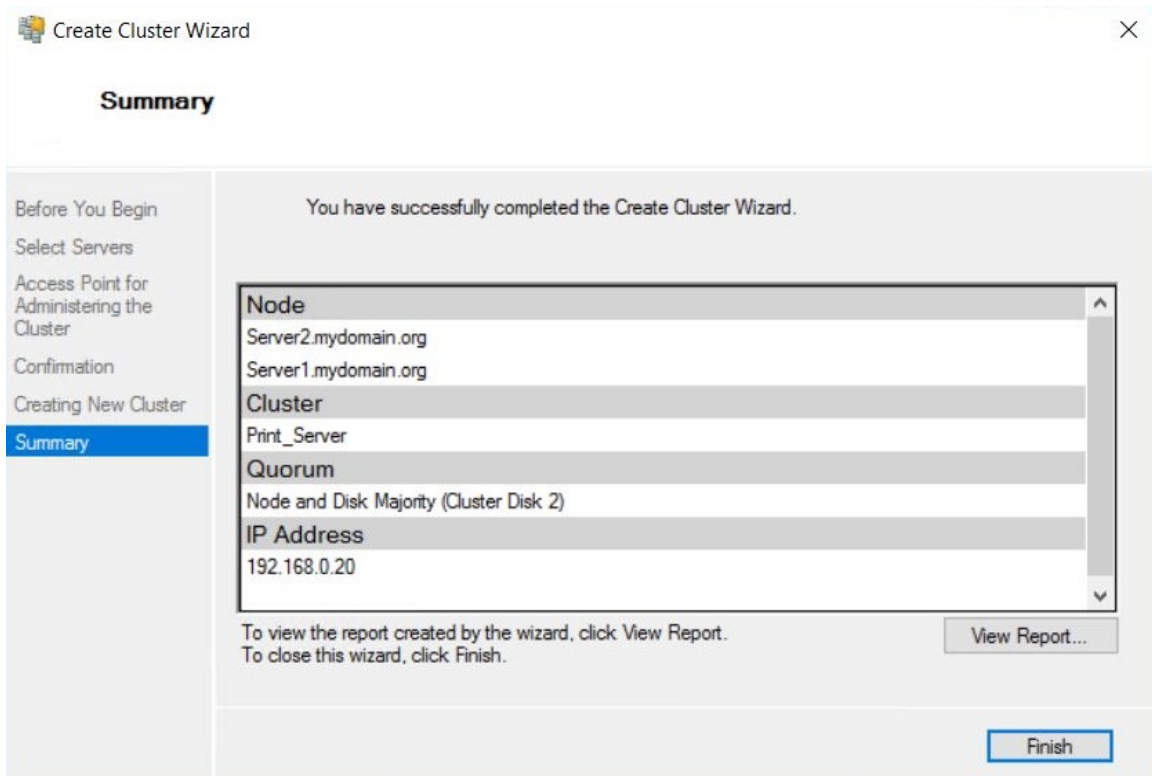 Create Cluster Wizard
Summary
Before You Begin
Select Servers
Access Point for
Administering the
Cluster
Confirmation
Creating New Cluster
Summary
You have successfully completed the Create Cluster Wizard.
Node
Server2.mydomain.org
Server1.mydomain.org
Cluster
Print_Server
Quorum
Node and Disk Majority (Cluster Disk 2)
IP Address
192.168.0.20
To view the report created by the wizard, click View Report.
To close this wizard, click Finish.
View Report...
Finish